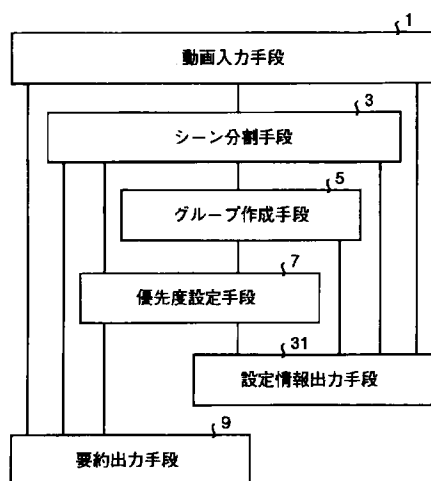 1
動画入力手段
3
シーン分割手段
5
グループ作成手段
7
優先度設定手段
31
設定情報出力手段
9
要約出力手段